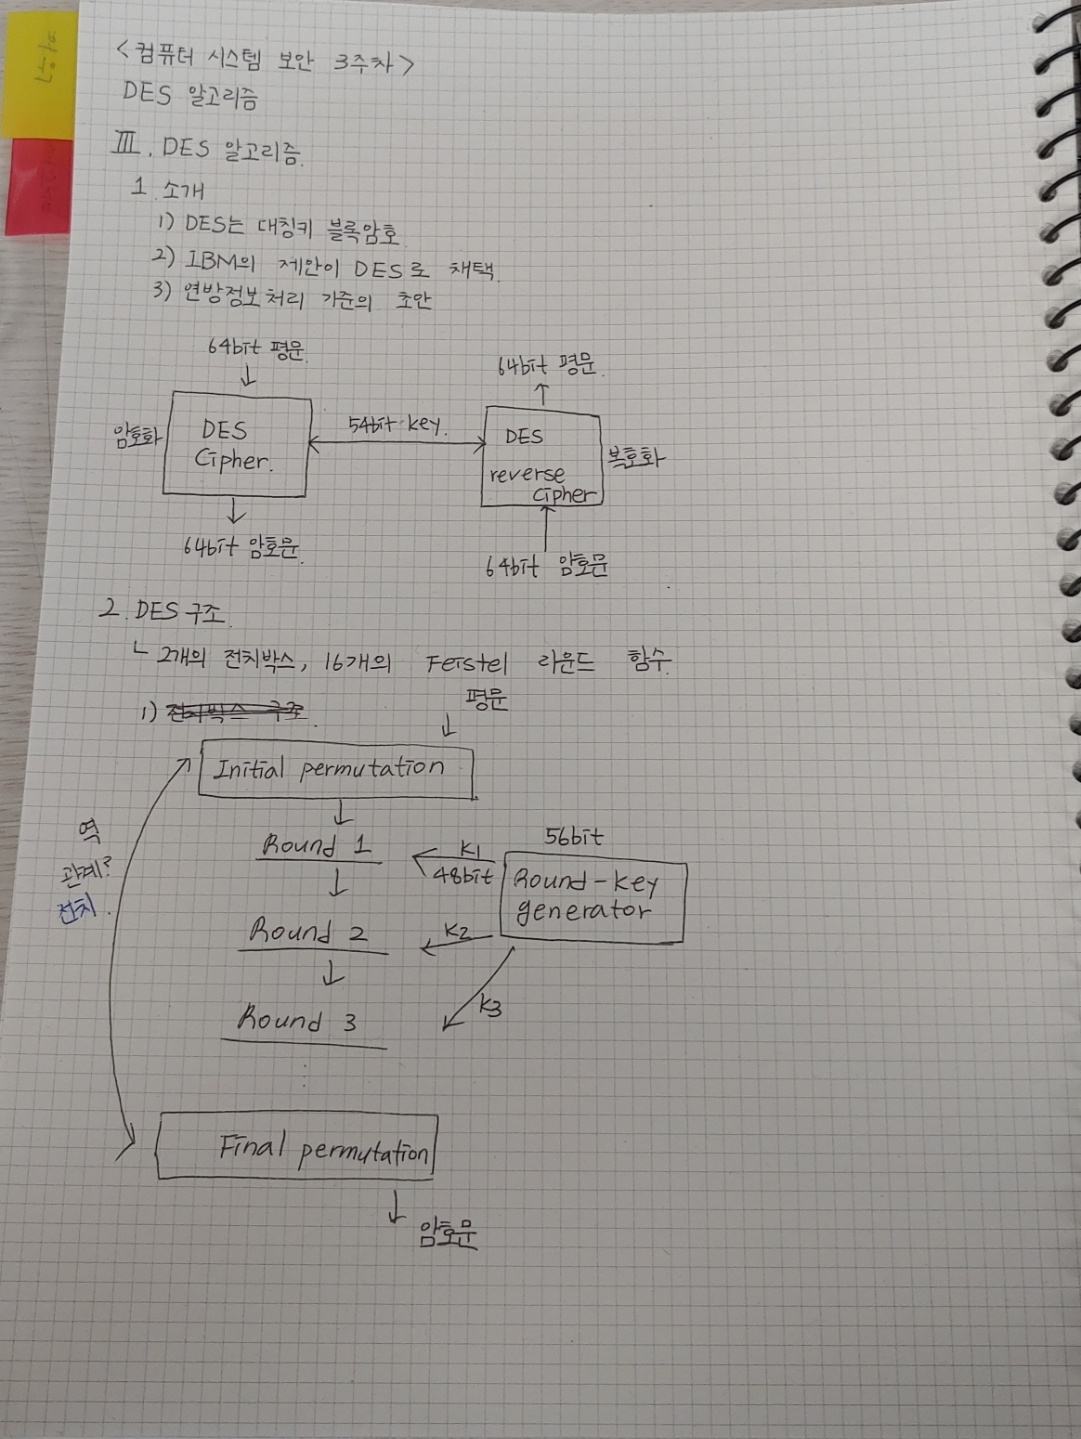 <컴퓨터 시스템 보안 3주차>
DES 알고리즘
III. DES 알고리즘.
1. 소개
1) DES는 대칭키 블록암호
2) IBM의 제안이 DES로 채택.
3) 연방정보처리 기준의 초안
64bit 평문
64bit 평문.
암호화
DES
Cipher.
54bit key.
DES
reverse
cipher
복호화
64bit 암호문.
64bit 암호문
2. DES 구조.
ㄴ 2개의 전치박스, 16개의 Feistel 라운드 함수.
평문
1) 전치박스 구조.
Initial permutation
역
관계?
전치.
Round 1
K1
48bit
56bit
Round-key
generator
Round 2
K2
Round 3
K3
Final permutation
암호문